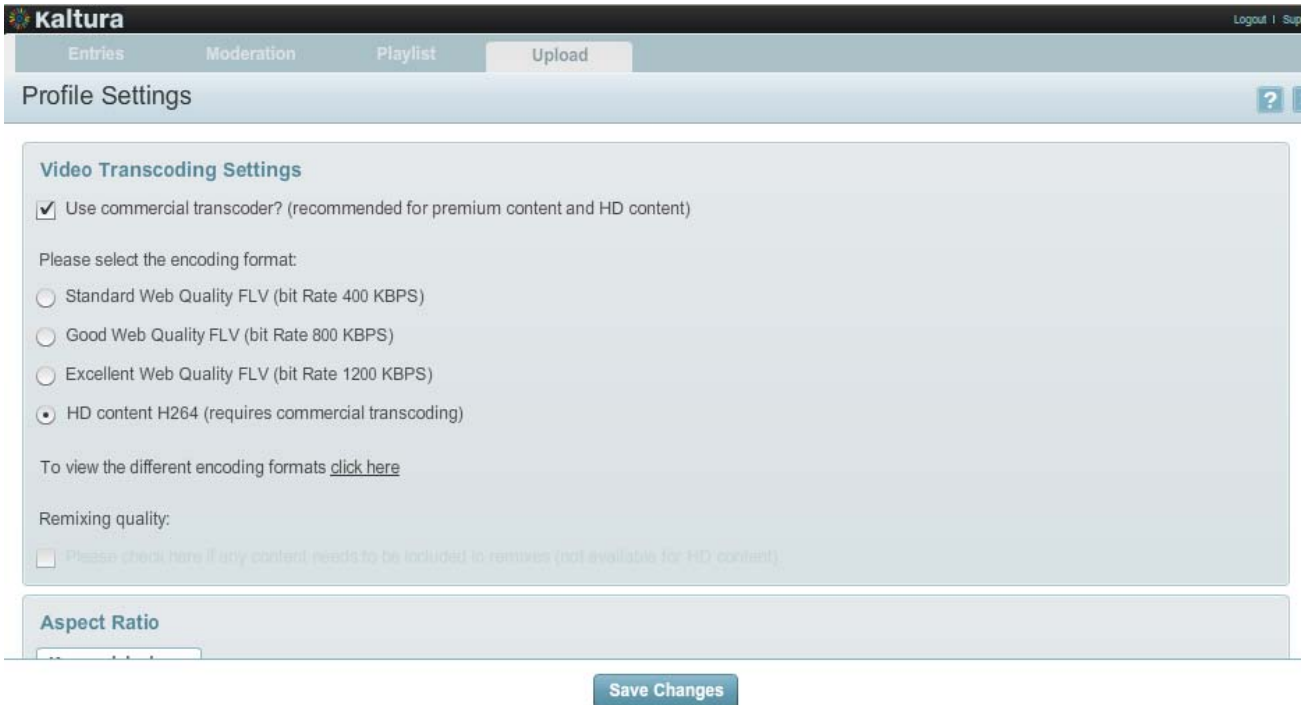 Kaltura
Logout | Sup
Entries Moderation Playlist Upload
Profile Settings
?
Video Transcoding Settings
Use commercial transcoder? (recommended for premium content and HD content)
Please select the encoding format:
Standard Web Quality FLV (bit Rate 400 KBPS)
Good Web Quality FLV (bit Rate 800 KBPS)
Excellent Web Quality FLV (bit Rate 1200 KBPS)
HD content H264 (requires commercial transcoding)
To view the different encoding formats click here
Remixing quality:
Please check here if any content needs to be included in remixes (not available for HD content)
Aspect Ratio
Save Changes